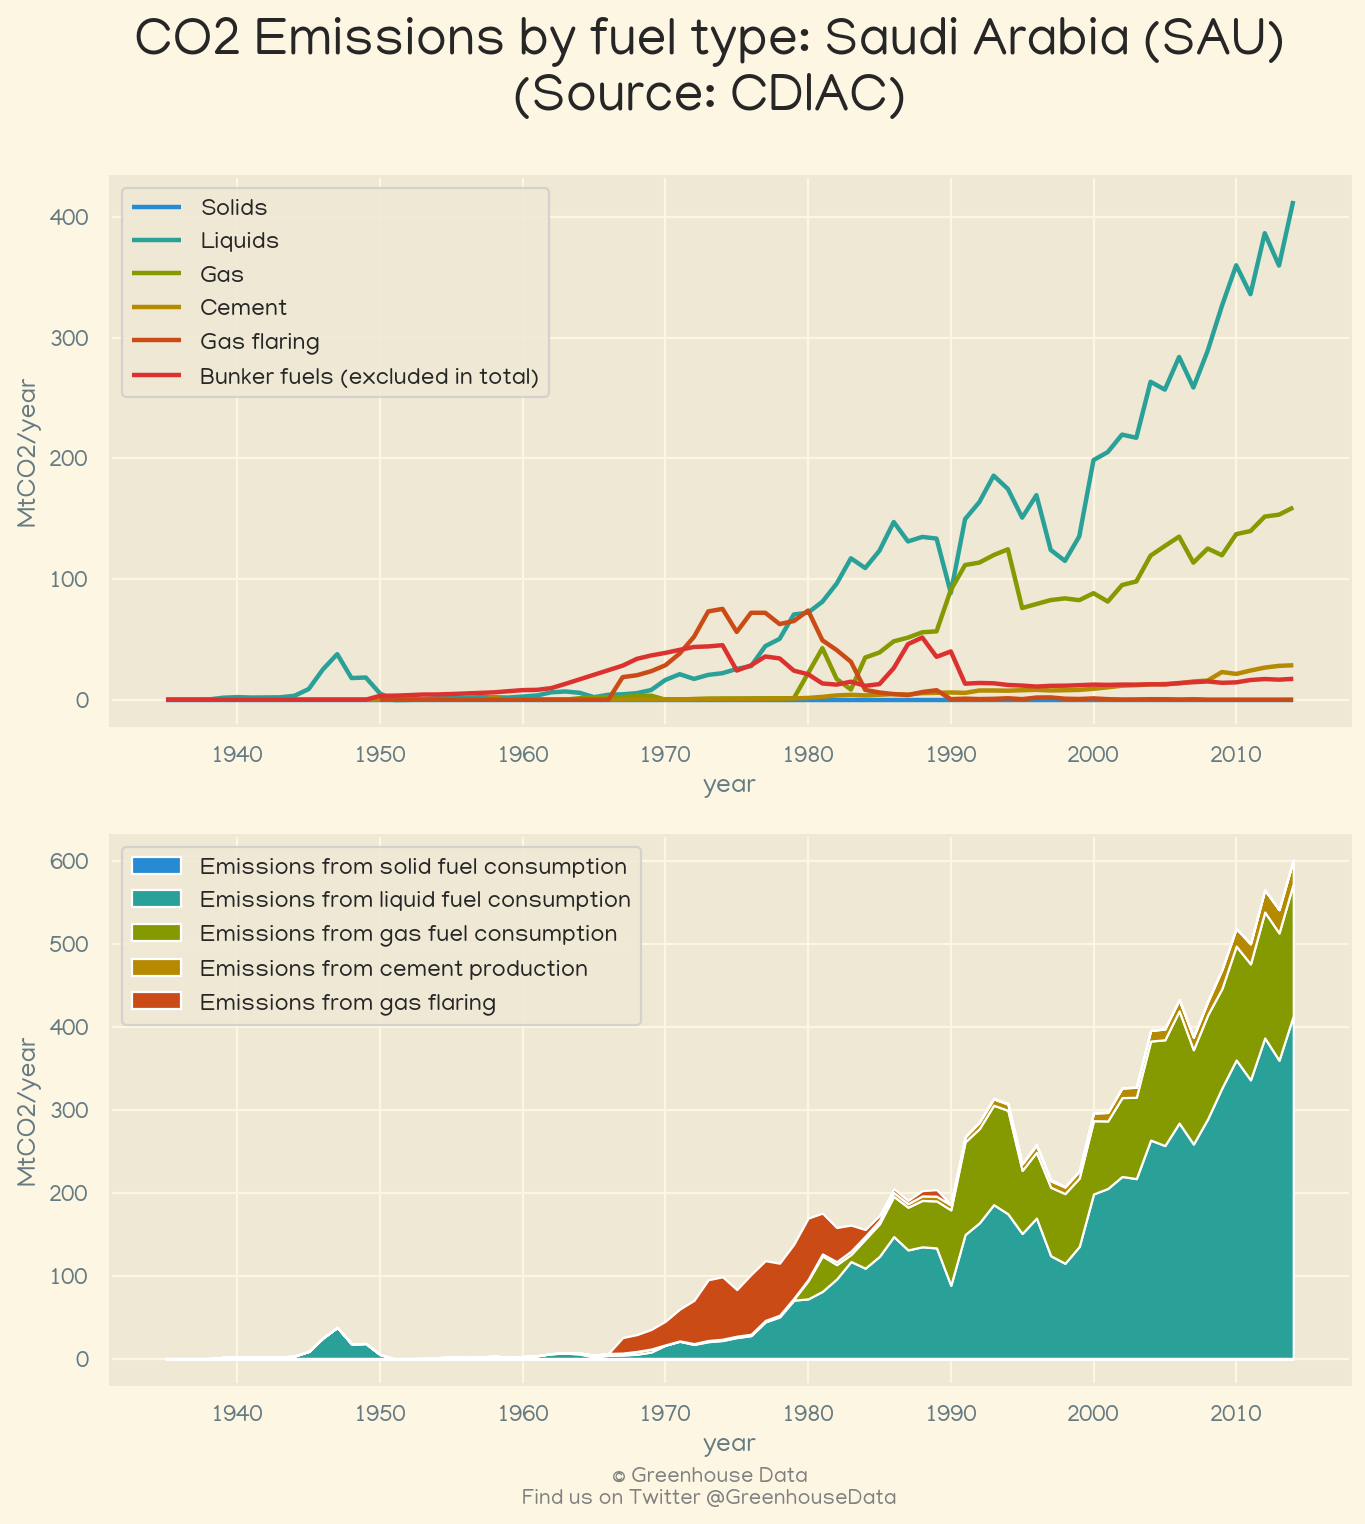 CO2 Emissions by fuel type: Saudi Arabia (SAU)
(Source: CDIAC)
Solids
Liquids
Gas
Cement
Gas flaring
Bunker fuels (excluded in total)
400
300
200
100
0
MtCO2/year
1940 1950 1960 1970 1980 1990 2000 2010
year
Emissions from solid fuel consumption
Emissions from liquid fuel consumption
Emissions from gas fuel consumption
Emissions from cement production
Emissions from gas flaring
600
500
400
300
200
100
0
MtCO2/year
1940 1950 1960 1970 1980 1990 2000 2010
year
© Greenhouse Data
Find us on Twitter @GreenhouseData